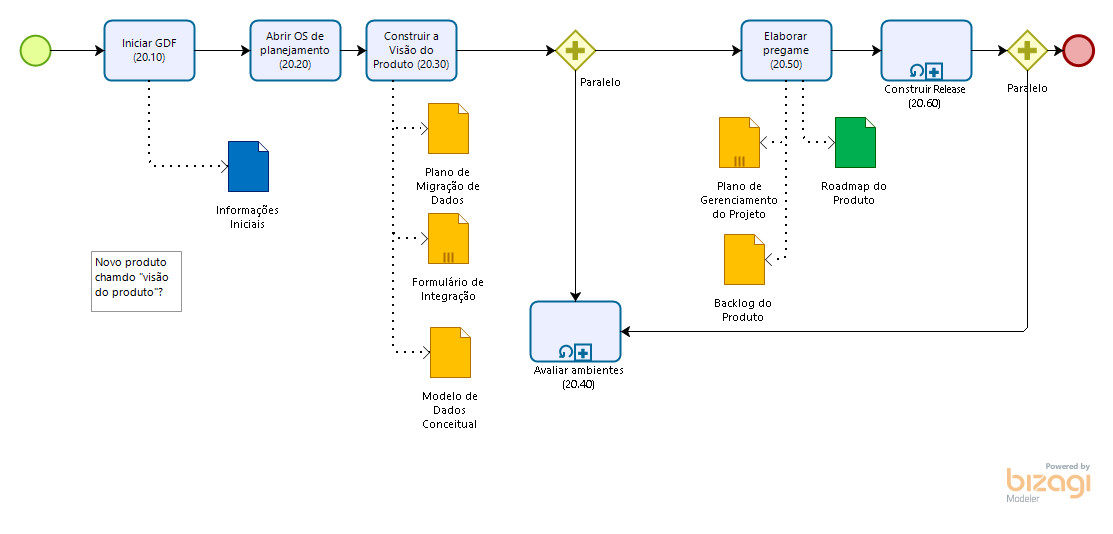 Iniciar GDF
(20.10)
Abrir OS de
planejamento
(20.20)
Construir a
Visão do
Produto (20.30)
Paralelo
Elaborar
pregame
(20.50)
Construir Release
(20.60)
Paralelo
Informações
Iniciais
Plano de
Migração de
Dados
Formulário de
Integração
Modelo de
Dados
Conceitual
Plano de
Gerenciamento
do Projeto
Roadmap do
Produto
Backlog do
Produto
Novo produto
chamdo "visão
do produto"?
Avaliar ambientes
(20.40)
Powered by
bizagi
Modeler